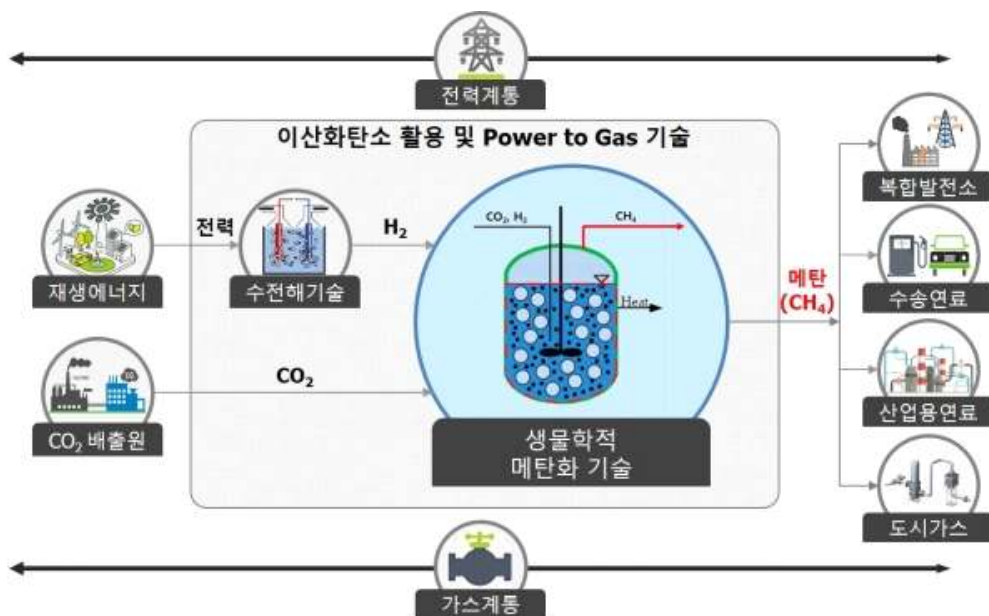 전력계통
이산화탄소 활용 및 Power to Gas 기술
복합발전소
전력
H₂
CO₂, H₂
CH₄
Heat
재생에너지
수전해기술
메탄
(CH₄)
수송연료
CO₂
산업용연료
CO₂ 배출원
생물학적
메탄화 기술
도시가스
가스계통